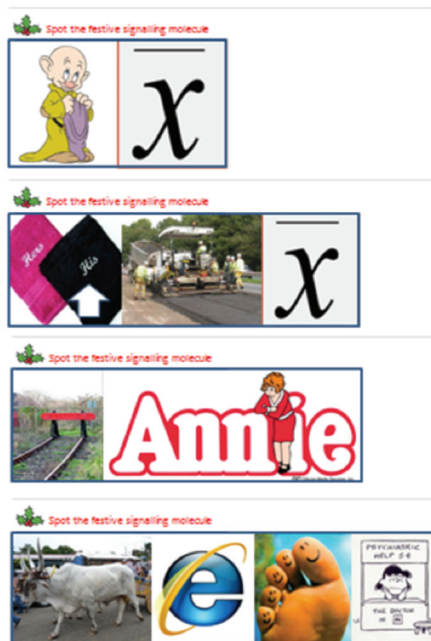 Spot the festive signalling molecule
x̅
Spot the festive signalling molecule
Hers
His
x̅
Spot the festive signalling molecule
Annie
Spot the festive signalling molecule
e
PSYCHIATRIC
HELP 5¢
THE DOCTOR
IS IN